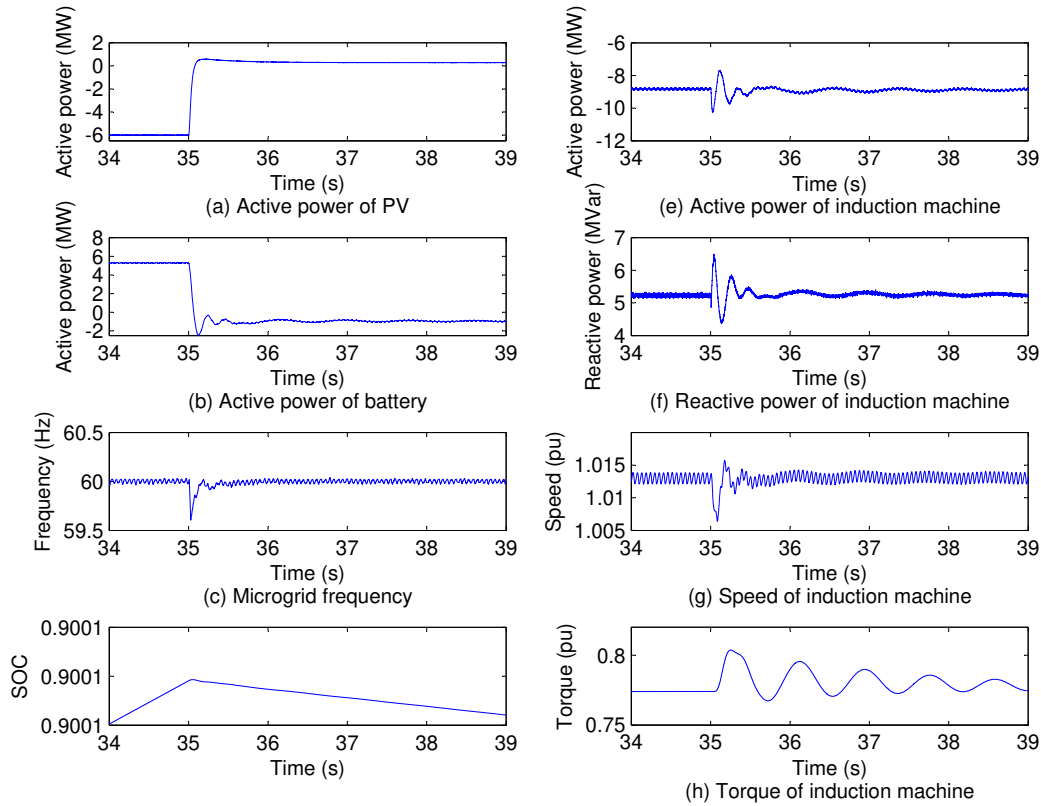 Active power (MW)
2
0
-2
-4
-6
34 35 36 37 38 39
Time (s)
(a) Active power of PV
Active power (MW)
-6
-8
-10
-12
34 35 36 37 38 39
Time (s)
(e) Active power of induction machine
Active power (MW)
8
6
4
2
0
-2
34 35 36 37 38 39
Time (s)
(b) Active power of battery
Reactive power (MVar)
7
6
5
4
34 35 36 37 38 39
Time (s)
(f) Reactive power of induction machine
Frequency (Hz)
60.5
60
59.5
34 35 36 37 38 39
Time (s)
(c) Microgrid frequency
Speed (pu)
1.015
1.005
34 35 36 37 38 39
Time (s)
(g) Speed of induction machine
SOC
0.9001
0.9001
0.9001
34 35 36 37 38 39
Time (s)
Torque (pu)
0.8
0.75
34 35 36 37 38 39
Time (s)
(h) Torque of induction machine